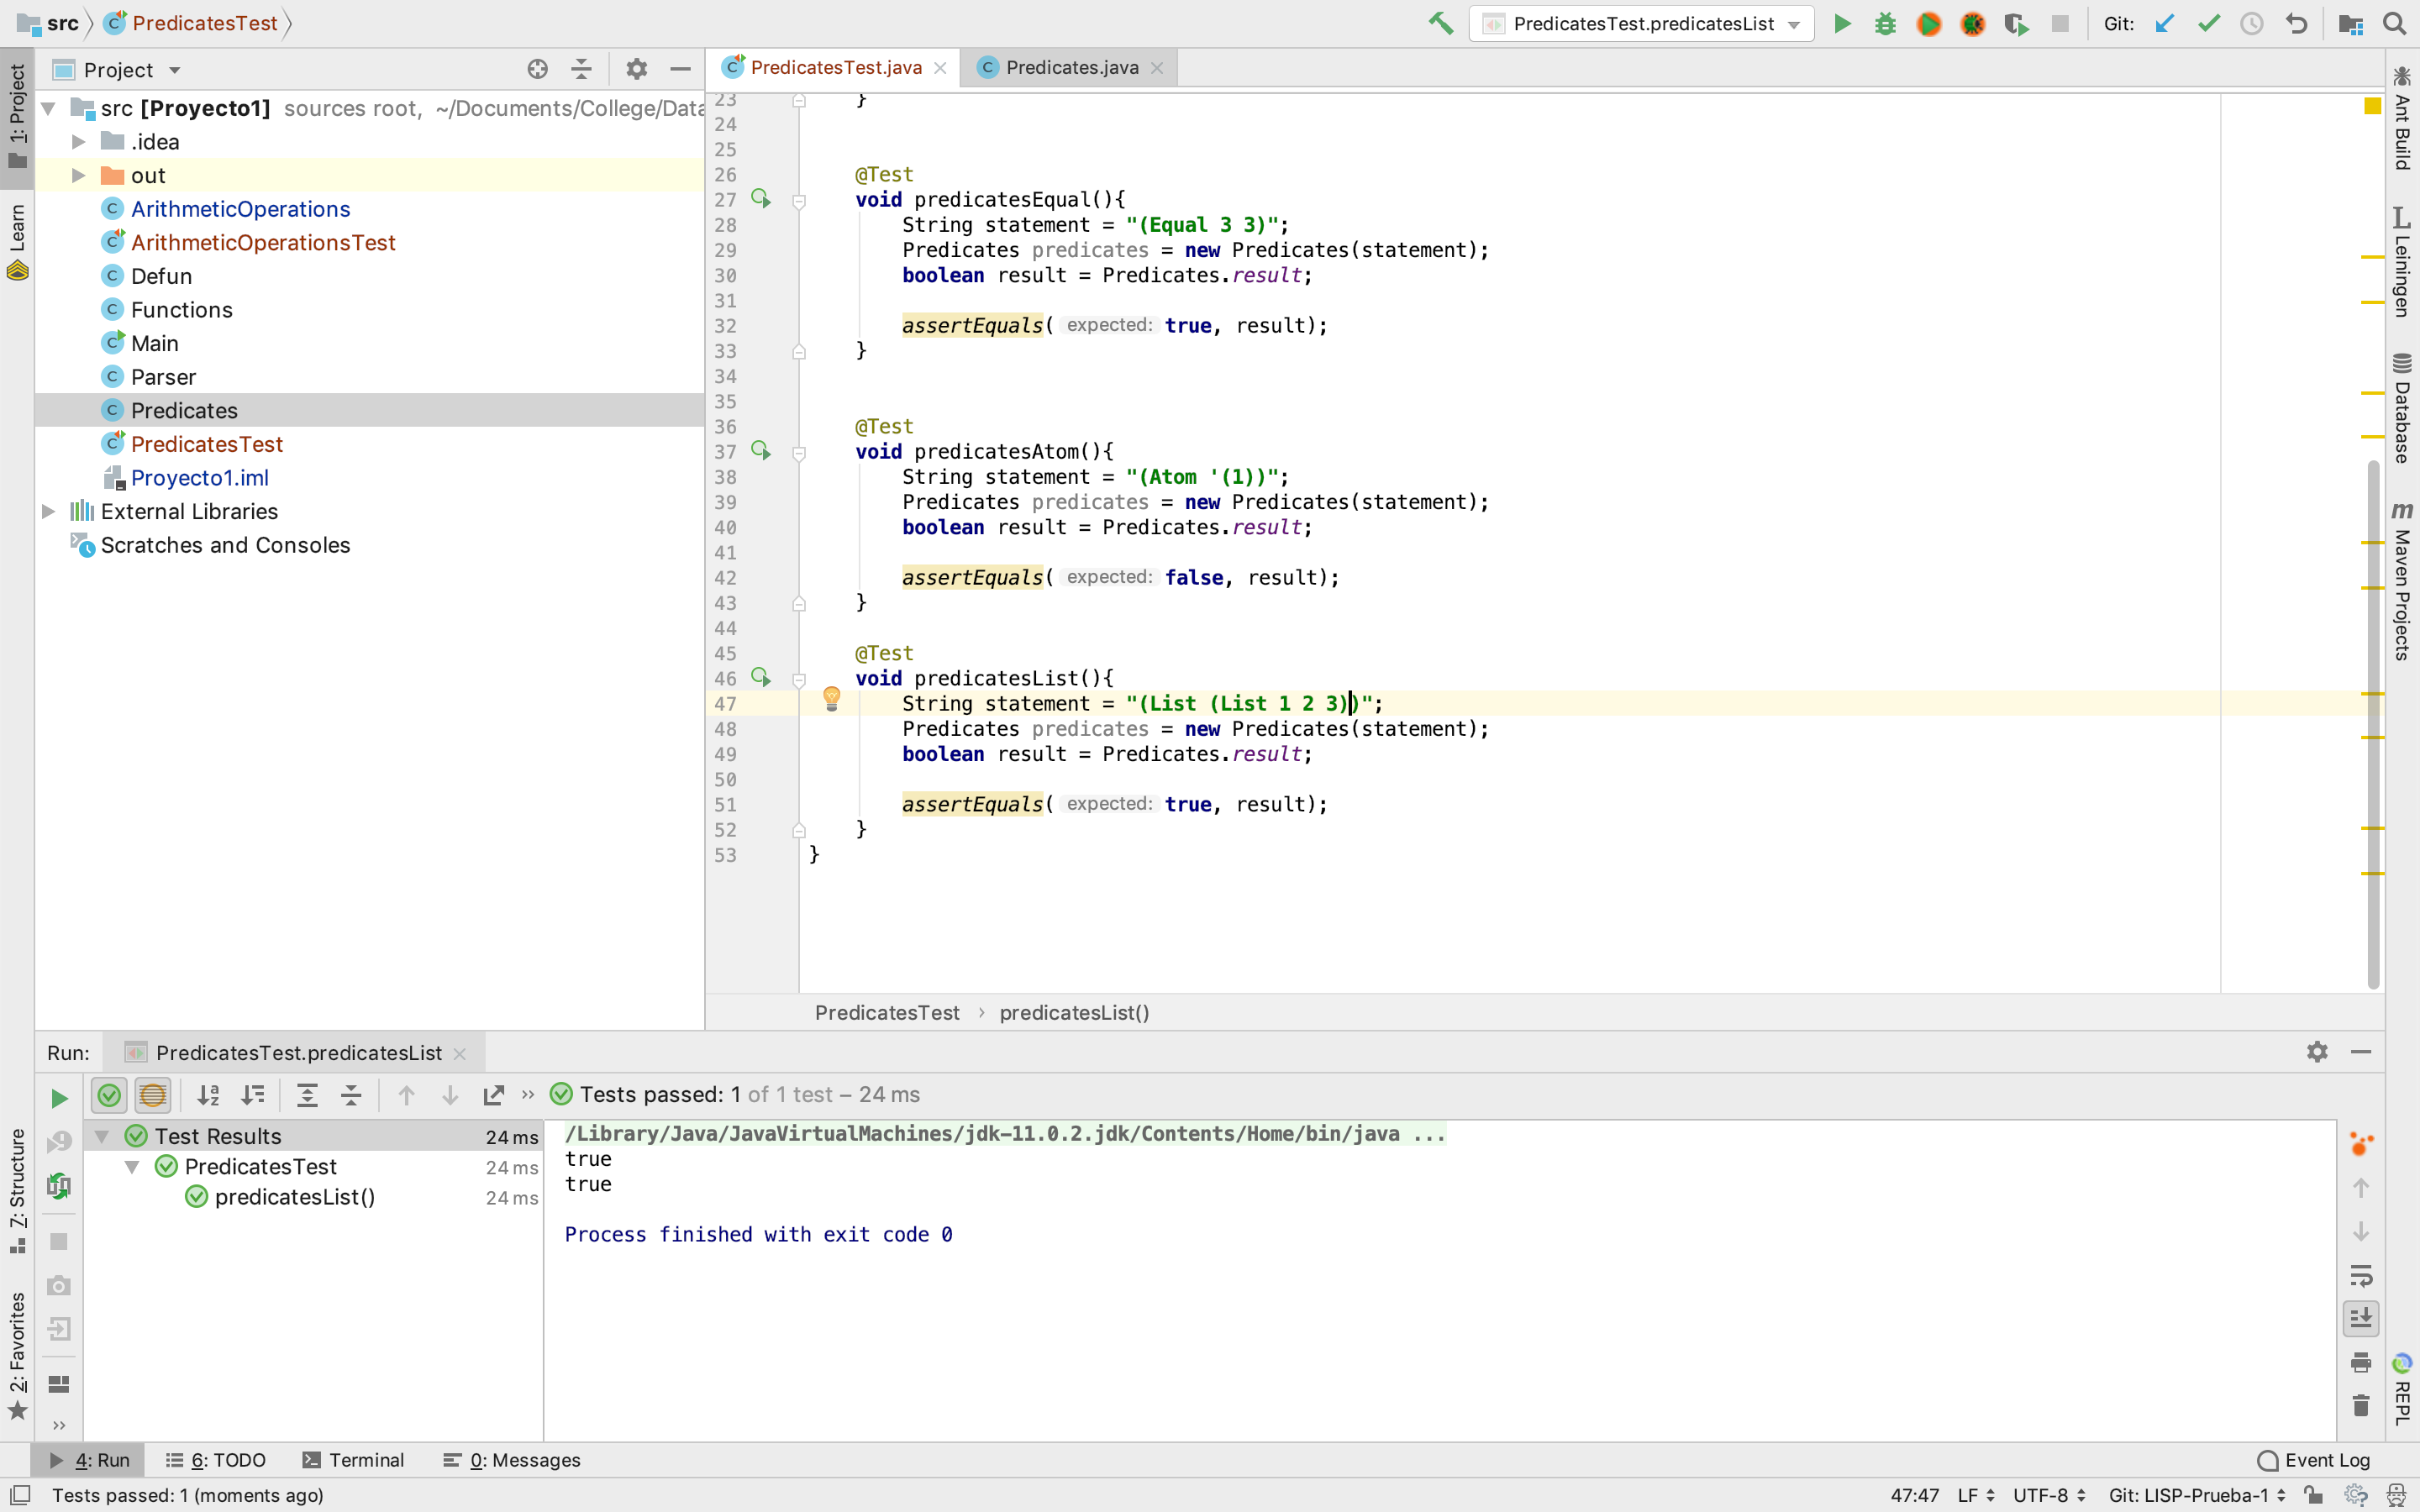 src PredicatesTest
PredicatesTest.predicatesList Git:
1: Project
Learn
7: Structure
2: Favorites
Project
src [Proyecto1] sources root, ~/Documents/College/Data
.idea
out
ArithmeticOperations
ArithmeticOperationsTest
Defun
Functions
Main
Parser
Predicates
PredicatesTest
Proyecto1.iml
External Libraries
Scratches and Consoles
PredicatesTest.java Predicates.java
23 }
24
25
26 @Test
27 void predicatesEqual(){
28 String statement = "(Equal 3 3)";
29 Predicates predicates = new Predicates(statement);
30 boolean result = Predicates.result;
31
32 assertEquals( expected: true, result);
33 }
34
35
36 @Test
37 void predicatesAtom(){
38 String statement = "(Atom '(1))";
39 Predicates predicates = new Predicates(statement);
40 boolean result = Predicates.result;
41
42 assertEquals( expected: false, result);
43 }
44
45 @Test
46 void predicatesList(){
47 String statement = "(List (List 1 2 3))";
48 Predicates predicates = new Predicates(statement);
49 boolean result = Predicates.result;
50
51 assertEquals( expected: true, result);
52 }
53 }
PredicatesTest › predicatesList()
Ant Build
Leiningen
Database
Maven Projects
REPL
Run: PredicatesTest.predicatesList
Tests passed: 1 of 1 test – 24 ms
Test Results 24 ms
PredicatesTest 24 ms
predicatesList() 24 ms
/Library/Java/JavaVirtualMachines/jdk-11.0.2.jdk/Contents/Home/bin/java ...
true
true
Process finished with exit code 0
4: Run 6: TODO Terminal 0: Messages Event Log
Tests passed: 1 (moments ago) 47:47 LF UTF-8 Git: LISP-Prueba-1